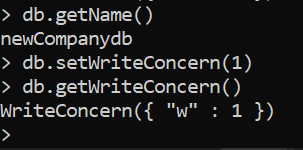 > db.getName()
newCompanydb
> db.setWriteConcern(1)
> db.getWriteConcern()
WriteConcern({ "w" : 1 })
>